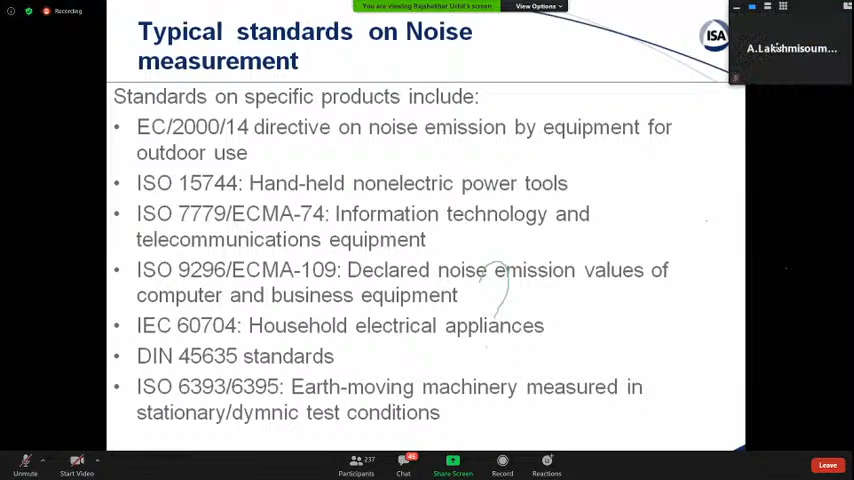 Recording
You are viewing Rajshekhar Uchil's screen
View Options
Typical standards on Noise
measurement
ISA
A.Lakshmisoum...
Standards on specific products include:
• EC/2000/14 directive on noise emission by equipment for
outdoor use
• ISO 15744: Hand-held nonelectric power tools
• ISO 7779/ECMA-74: Information technology and
telecommunications equipment
• ISO 9296/ECMA-109: Declared noise emission values of
computer and business equipment
• IEC 60704: Household electrical appliances
• DIN 45635 standards
• ISO 6393/6395: Earth-moving machinery measured in
stationary/dymnic test conditions
Unmute
Start Video
237
Participants
45
Chat
Share Screen
Record
Reactions
Leave